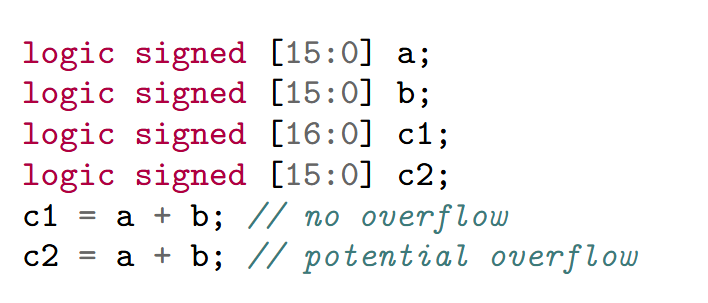 logic signed [15:0] a;
logic signed [15:0] b;
logic signed [16:0] c1;
logic signed [15:0] c2;
c1 = a + b; // no overflow
c2 = a + b; // potential overflow